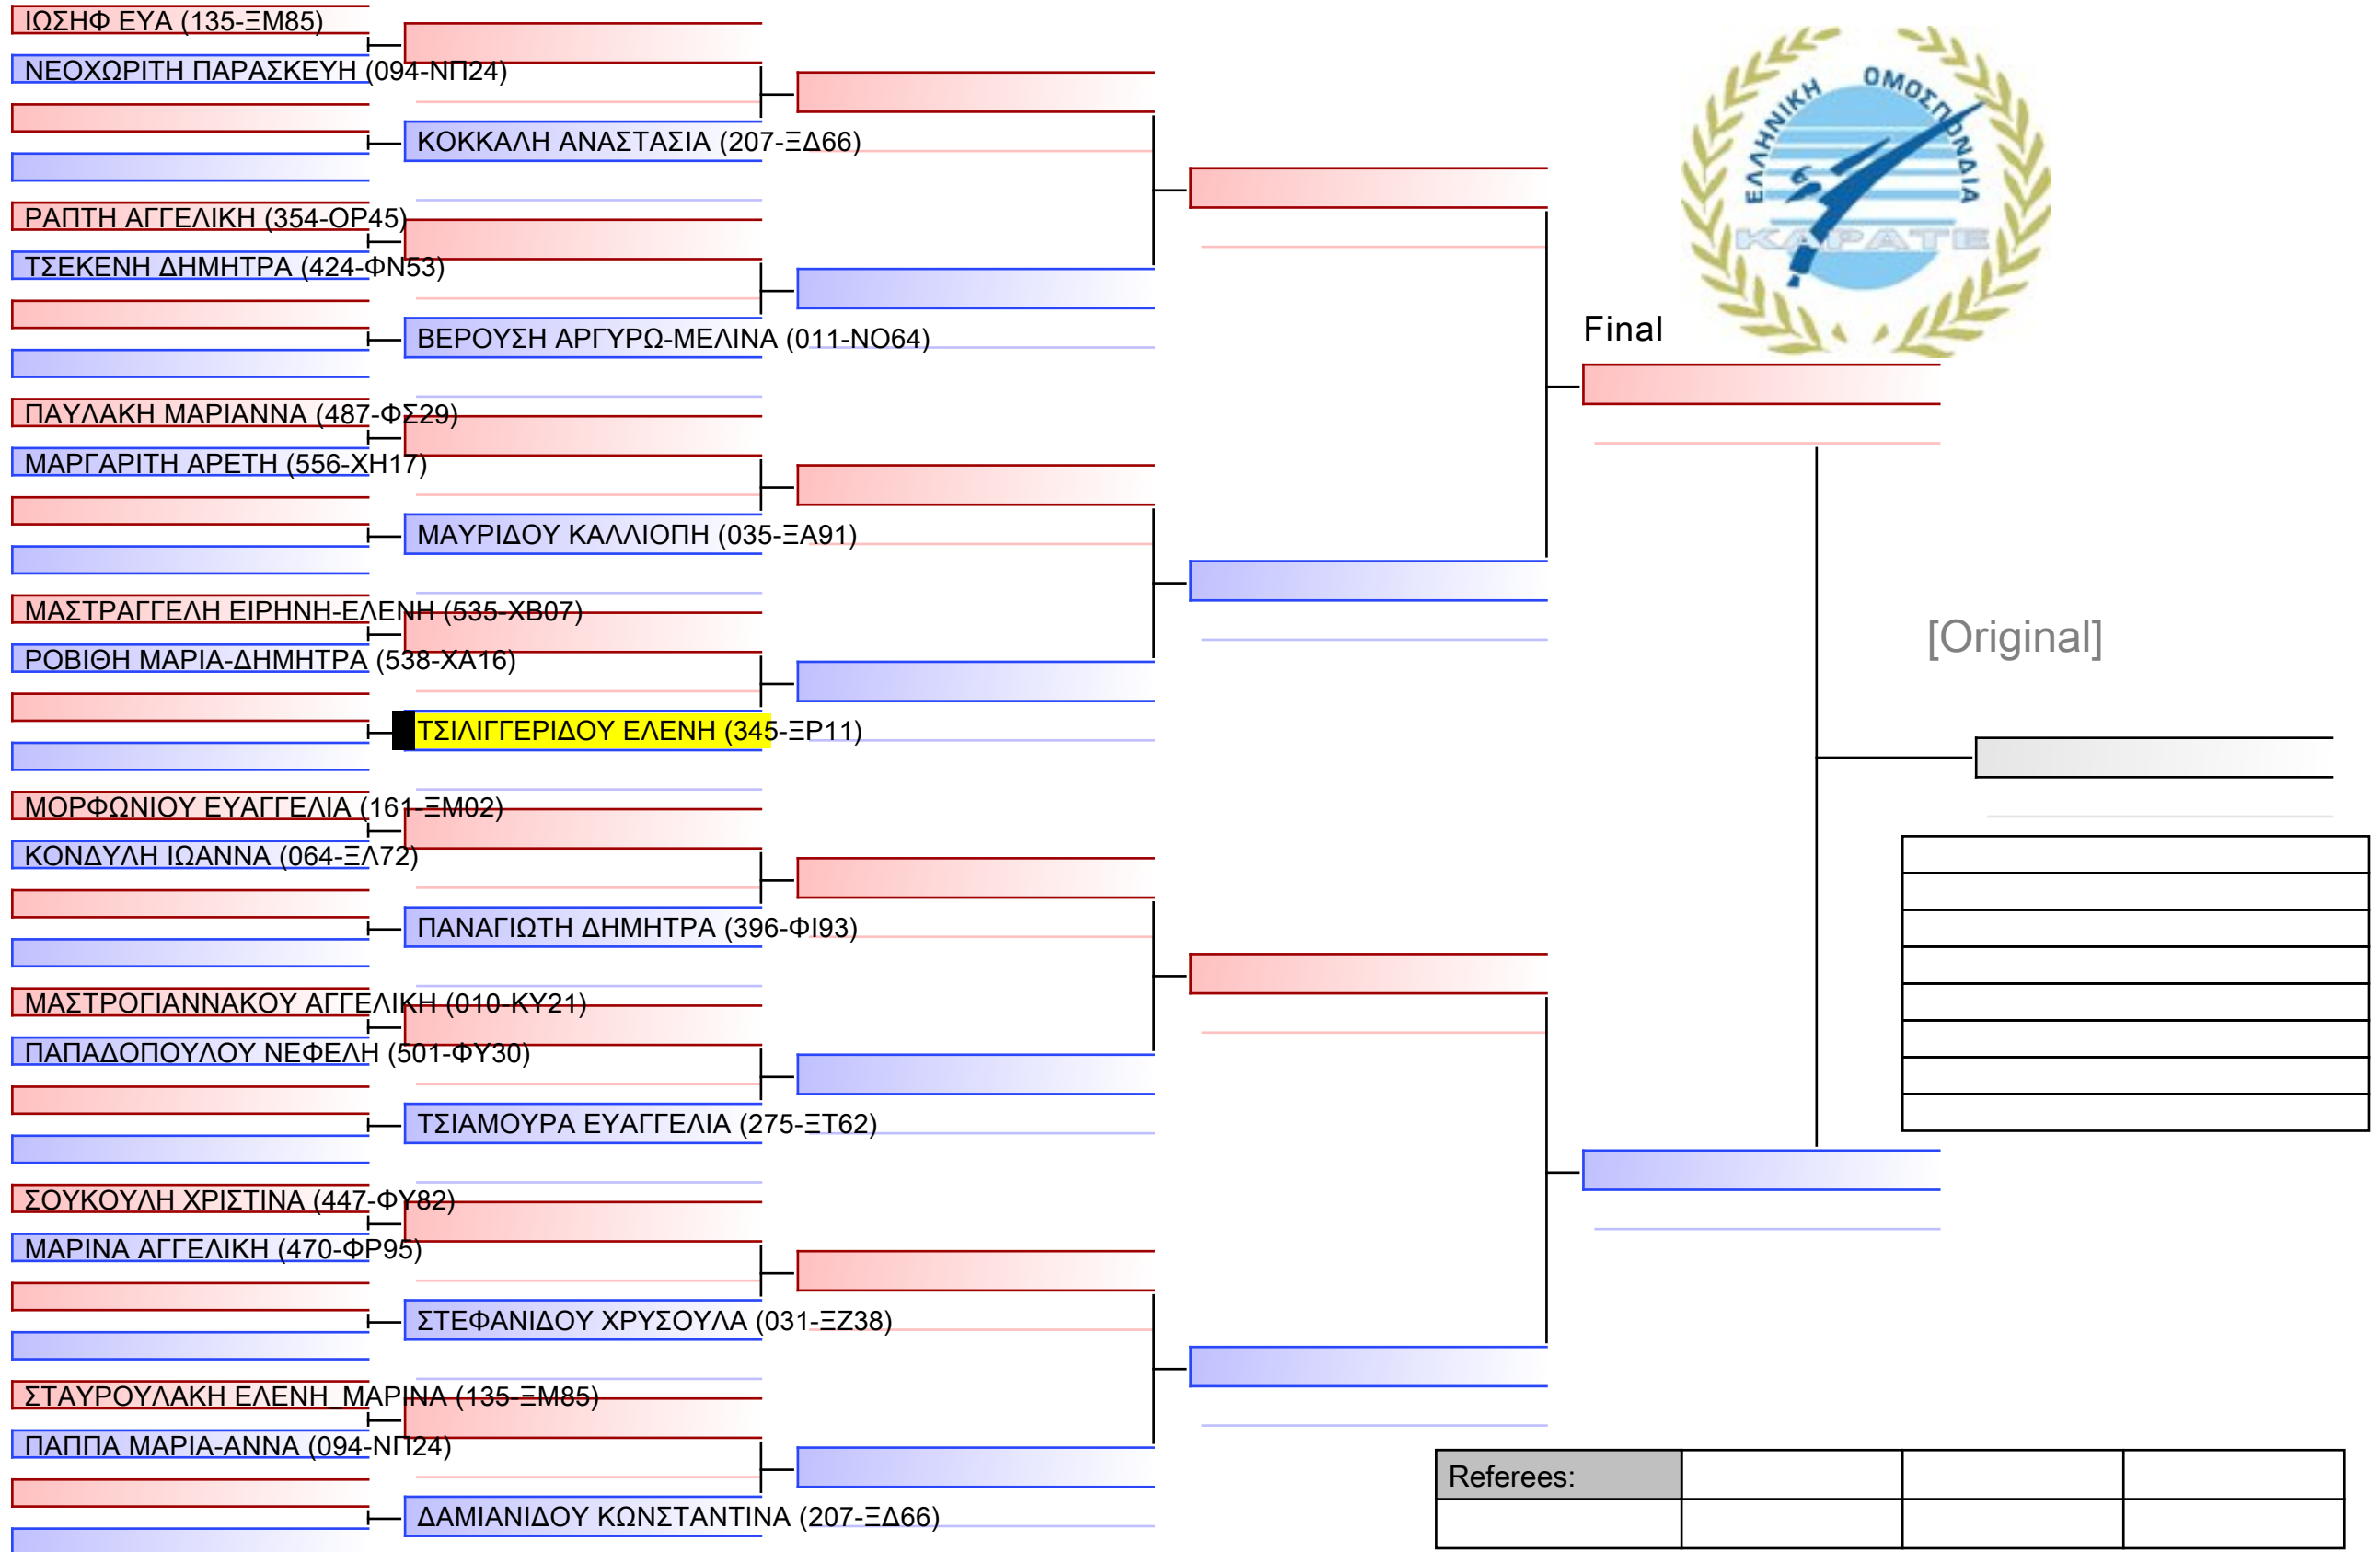 ΙΩΣΗΦ ΕΥΑ (135-ΞΜ85)
ΝΕΟΧΩΡΙΤΗ ΠΑΡΑΣΚΕΥΗ (094-ΝΠ24)
ΚΟΚΚΑΛΗ ΑΝΑΣΤΑΣΙΑ (207-ΞΔ66)
ΡΑΠΤΗ ΑΓΓΕΛΙΚΗ (354-ΟΡ45)
ΤΣΕΚΕΝΗ ΔΗΜΗΤΡΑ (424-ΦΝ53)
ΒΕΡΟΥΣΗ ΑΡΓΥΡΩ-ΜΕΛΙΝΑ (011-ΝΟ64)
ΠΑΥΛΑΚΗ ΜΑΡΙΑΝΝΑ (487-ΦΣ29)
ΜΑΡΓΑΡΙΤΗ ΑΡΕΤΗ (556-ΧΗ17)
ΜΑΥΡΙΔΟΥ ΚΑΛΛΙΟΠΗ (035-ΞΑ91)
ΜΑΣΤΡΑΓΓΕΛΗ ΕΙΡΗΝΗ-ΕΛΕΝΗ (535-ΧΒ07)
ΡΟΒΙΘΗ ΜΑΡΙΑ-ΔΗΜΗΤΡΑ (538-ΧΑ16)
ΤΣΙΛΙΓΓΕΡΙΔΟΥ ΕΛΕΝΗ (345-ΞΡ11)
ΜΟΡΦΩΝΙΟΥ ΕΥΑΓΓΕΛΙΑ (161-ΞΜ02)
ΚΟΝΔΥΛΗ ΙΩΑΝΝΑ (064-ΞΛ72)
ΠΑΝΑΓΙΩΤΗ ΔΗΜΗΤΡΑ (396-ΦΙ93)
ΜΑΣΤΡΟΓΙΑΝΝΑΚΟΥ ΑΓΓΕΛΙΚΗ (010-ΚΥ21)
ΠΑΠΑΔΟΠΟΥΛΟΥ ΝΕΦΕΛΗ (501-ΦΥ30)
ΤΣΙΑΜΟΥΡΑ ΕΥΑΓΓΕΛΙΑ (275-ΞΤ62)
ΣΟΥΚΟΥΛΗ ΧΡΙΣΤΙΝΑ (447-ΦΥ82)
ΜΑΡΙΝΑ ΑΓΓΕΛΙΚΗ (470-ΦΡ95)
ΣΤΕΦΑΝΙΔΟΥ ΧΡΥΣΟΥΛΑ (031-ΞΖ38)
ΣΤΑΥΡΟΥΛΑΚΗ ΕΛΕΝΗ_ΜΑΡΙΝΑ (135-ΞΜ85)
ΠΑΠΠΑ ΜΑΡΙΑ-ΑΝΝΑ (094-ΝΠ24)
ΔΑΜΙΑΝΙΔΟΥ ΚΩΝΣΤΑΝΤΙΝΑ (207-ΞΔ66)
ΕΛΛΗΝΙΚΗ ΟΜΟΣΠΟΝΔΙΑ
ΚΑΡΑΤΕ
Final
[Original]
Referees: